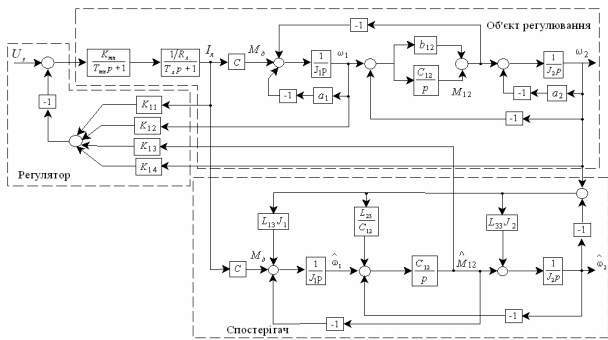 -1
Об'єкт регулювання
U_з
K_тп
T_тп p + 1
1/R_я
T_я p + 1
I_я
C
M_д
1
J_1 p
ω_1
b_12
C_12
p
M_12
1
J_2 p
ω_2
-1
-1
a_1
-1
a_2
-1
K_11
K_12
K_13
K_14
Регулятор
L_13 J_1
L_23
C_12
L_33 J_2
-1
C
M_д
1
J_1 p
ω̂_1
C_12
p
M̂_12
1
J_2 p
ω̂_2
-1
-1
Спостерігач